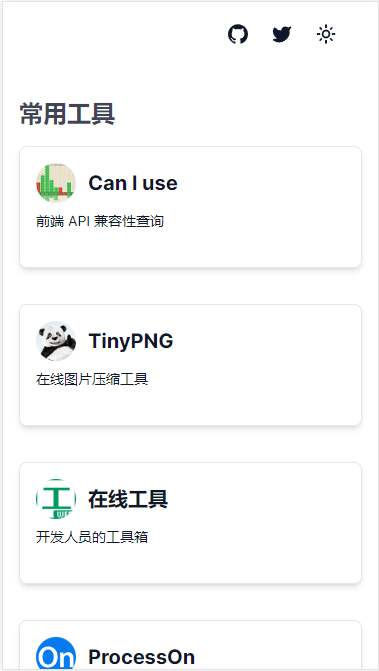 常用工具
Can I use
前端 API 兼容性查询
TinyPNG
在线图片压缩工具
工
在线工具
开发人员的工具箱
On
ProcessOn